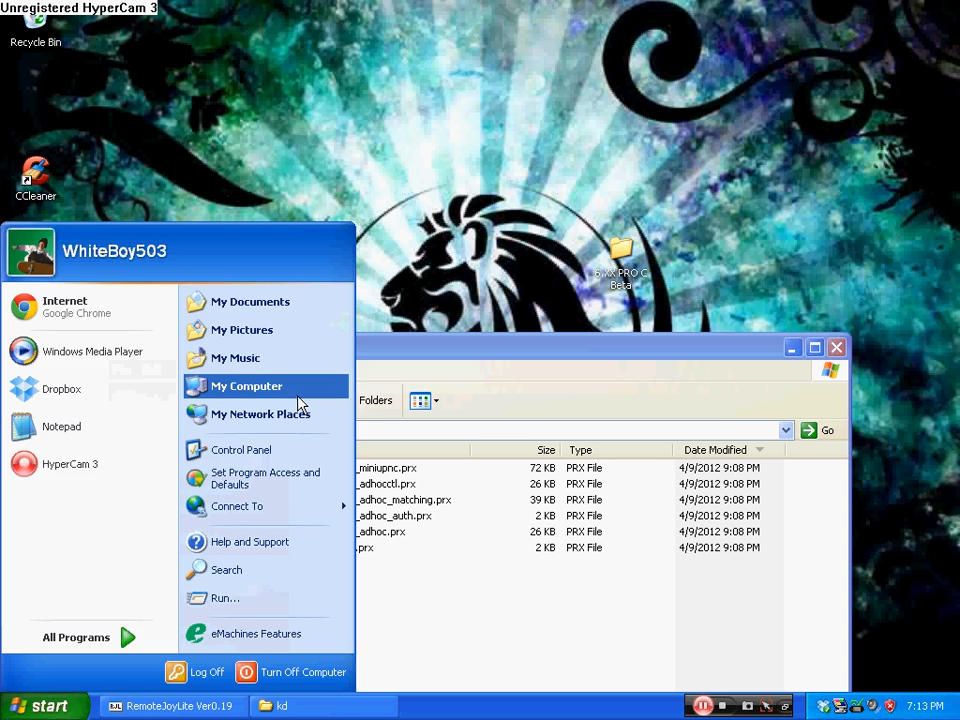 Unregistered HyperCam 3
Recycle Bin
CCleaner
6.XX PRO C
Beta
WhiteBoy503
Internet
Google Chrome
Windows Media Player
Dropbox
Notepad
HyperCam 3
All Programs
My Documents
My Pictures
My Music
My Computer
My Network Places
Control Panel
Set Program Access and
Defaults
Connect To
Help and Support
Search
Run...
eMachines Features
Log Off
Turn Off Computer
Folders
Go
Size Type Date Modified
_miniupnc.prx 72 KB PRX File 4/9/2012 9:08 PM
_adhocctl.prx 26 KB PRX File 4/9/2012 9:08 PM
_adhoc_matching.prx 39 KB PRX File 4/9/2012 9:08 PM
_adhoc_auth.prx 2 KB PRX File 4/9/2012 9:08 PM
_adhoc.prx 26 KB PRX File 4/9/2012 9:08 PM
.prx 2 KB PRX File 4/9/2012 9:08 PM
start
RJL RemoteJoyLite Ver0.19
kd
7:13 PM